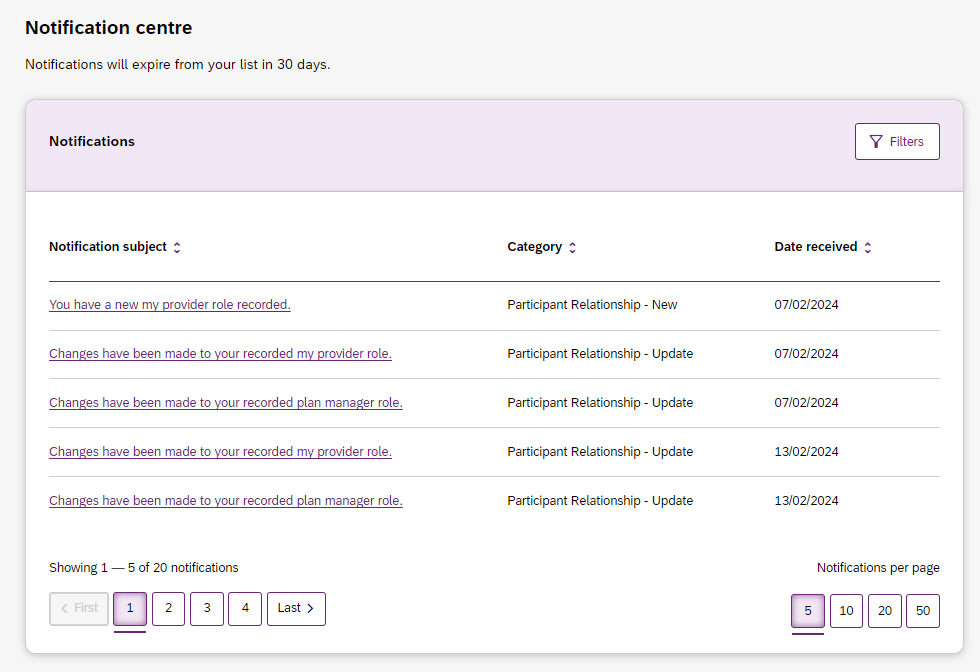 Notification centre
Notifications will expire from your list in 30 days.
Notifications
Filters
Notification subject Category Date received
You have a new my provider role recorded. Participant Relationship - New 07/02/2024
Changes have been made to your recorded my provider role. Participant Relationship - Update 07/02/2024
Changes have been made to your recorded plan manager role. Participant Relationship - Update 07/02/2024
Changes have been made to your recorded my provider role. Participant Relationship - Update 13/02/2024
Changes have been made to your recorded plan manager role. Participant Relationship - Update 13/02/2024
Showing 1 — 5 of 20 notifications Notifications per page
First 1 2 3 4 Last 5 10 20 50